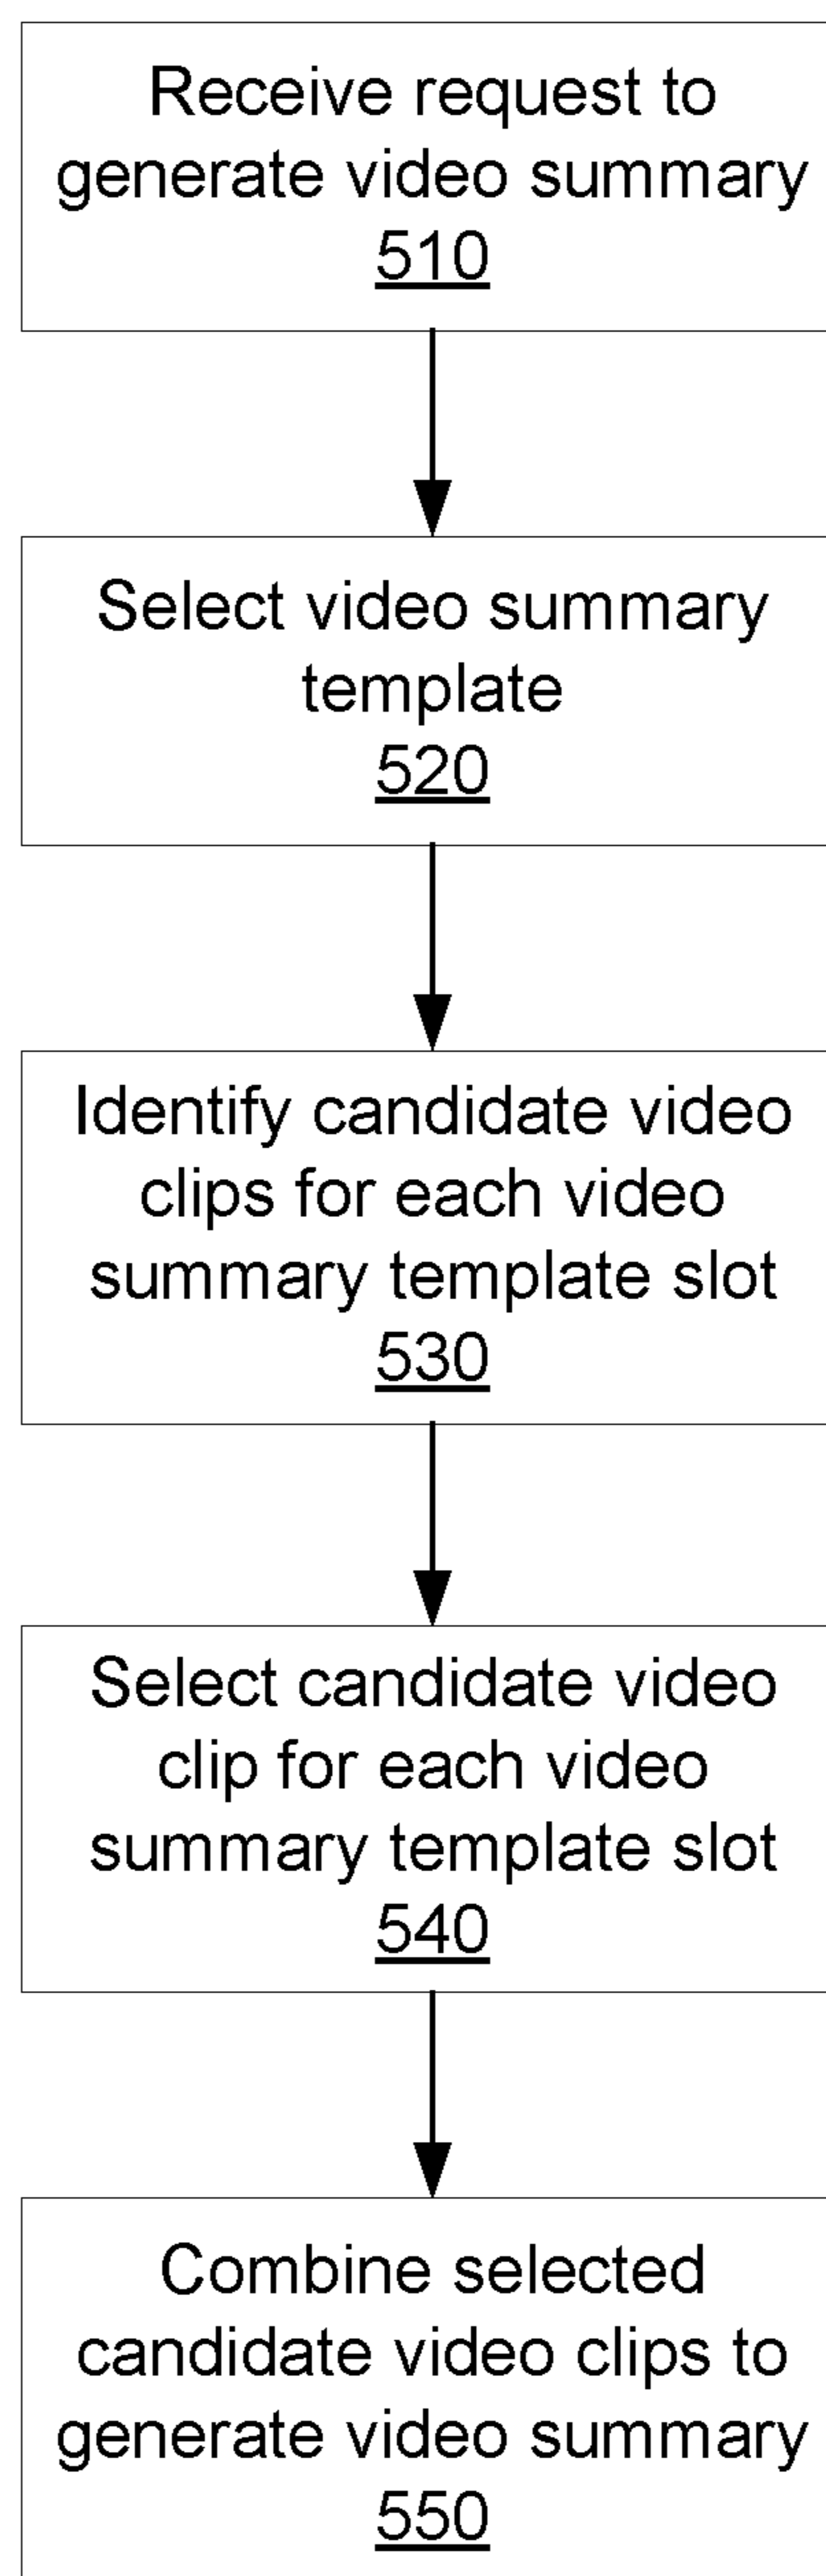 Receive request to
generate video summary
510
Select video summary
template
520
Identify candidate video
clips for each video
summary template slot
530
Select candidate video
clip for each video
summary template slot
540
Combine selected
candidate video clips to
generate video summary
550